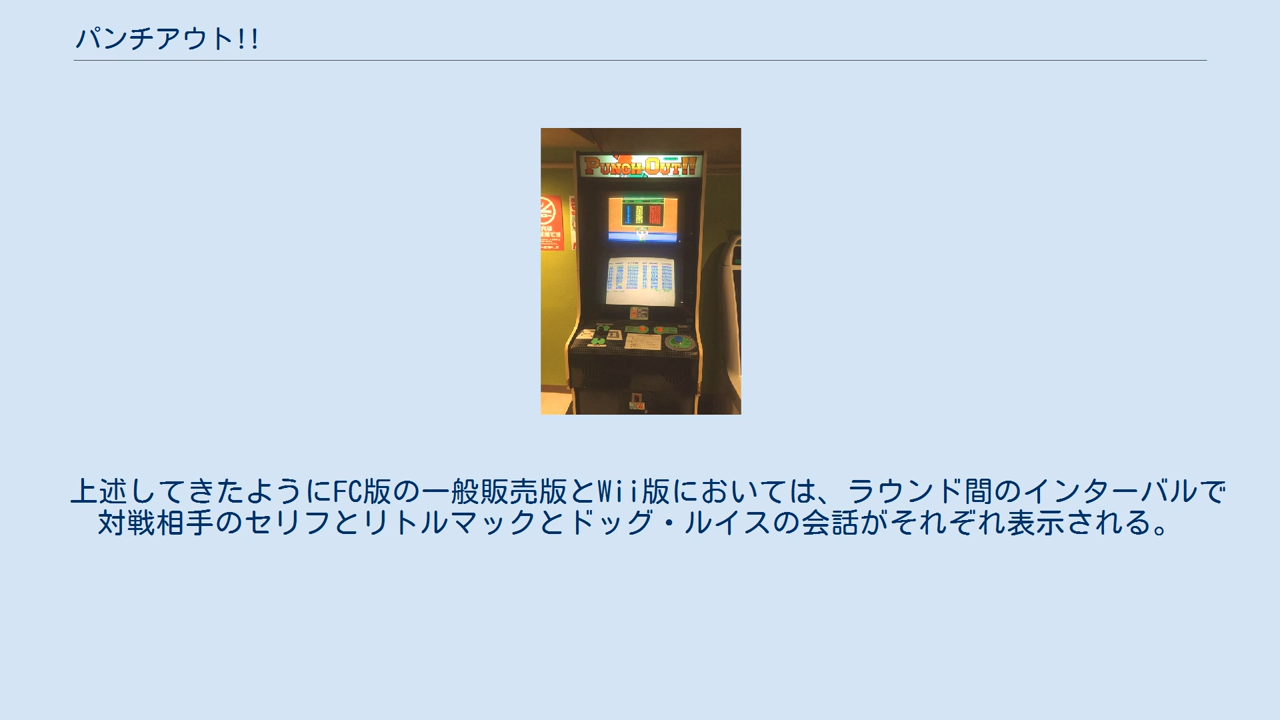 パンチアウト!!
PUNCH-OUT!!
上述してきたようにFC版の一般販売版とWii版においては、ラウンド間のインターバルで
対戦相手のセリフとリトルマックとドッグ・ルイスの会話がそれぞれ表示される。